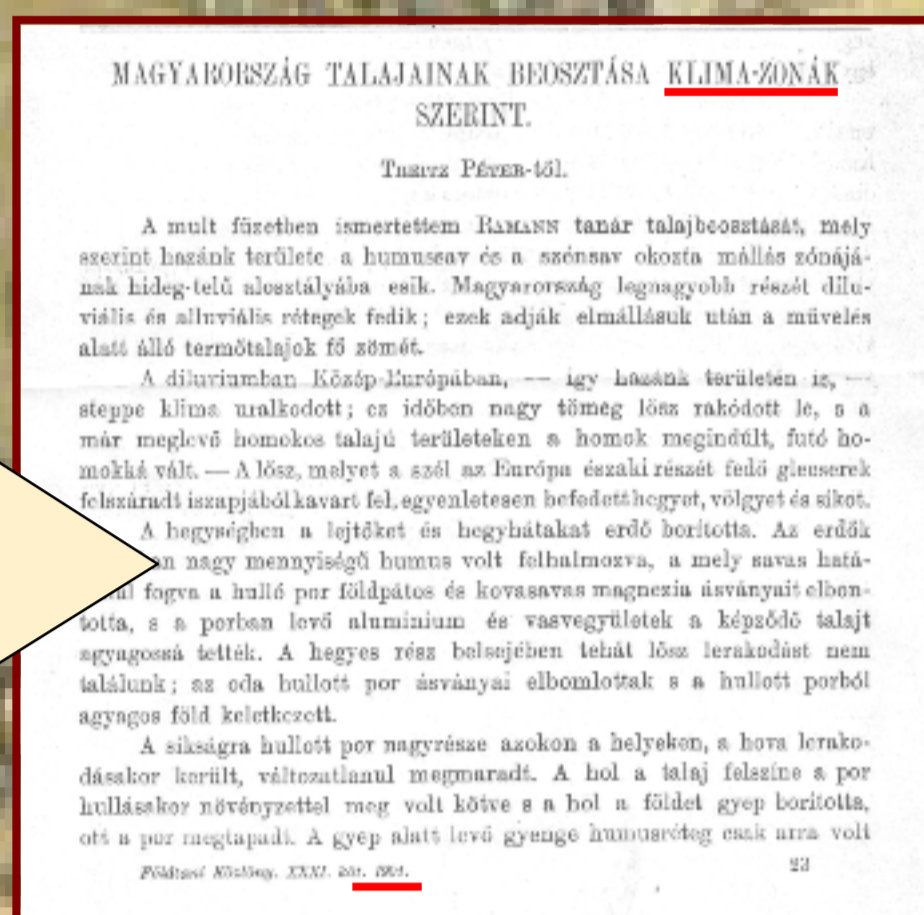 MAGYARORSZÁG TALAJAINAK BEOSZTÁSA KLIMA-ZONÁK
SZERINT.
TREITZ PÉTER-től.
A mult füzetben ismertettem RAMANN tanár talajbeosztását, mely
szerint hazánk területe a humussav és a szénsav okozta mállás zónájá-
nak hideg-telű alosztályába esik. Magyarország legnagyobb részét dilu-
viális és alluviális rétegek fedik; ezek adják elmállásuk után a müvelés
alatt álló termőtalajok fő zömét.
A diluviumban Közép-Európában, — igy hazánk területén is, —
steppe klima uralkodott; ez időben nagy tömeg lösz rakódott le, s a
már meglevő homokos talajú területeken a homok megindúlt, futó ho-
mokká vált. — A lösz, melyet a szél az Európa északi részét fedő gleccserek
felszáradt iszapjából kavart fel, egyenletesen befedett hegyet, völgyet és sikot.
A hegységben a lejtőket és hegyhátakat erdő boritotta. Az erdők
nagy mennyiségű humus volt felhalmozva, a mely savas hatá-
fogva a hulló por földpátos és kovasavas magnezia ásványait elbon-
totta, s a porban levő aluminium és vasvegyületek a képződő talajt
agyagossá tették. A hegyes rész belsejében tehát lösz lerakodást nem
találunk; az oda hullott por ásványai elbomlottak s a hullott porból
agyagos föld keletkezett.
A sikságra hullott por nagyrésze azokon a helyeken, a hova lerako-
dásakor került, változatlanul megmaradt. A hol a talaj felszine a por
hullásakor növényzettel meg volt kötve s a hol a földet gyep boritotta,
ott a por megtapadt. A gyep alatt levő gyenge humusréteg csak arra volt
Földtani Közlöny. XXXI. köt. 1901. 23